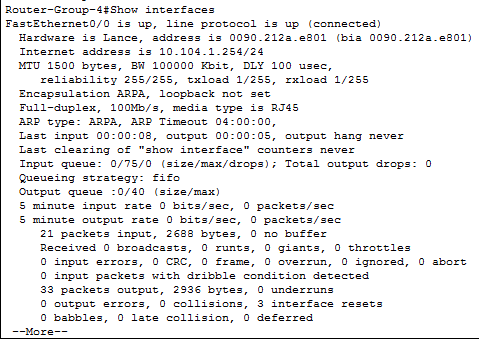 Router-Group-4#Show interfaces
FastEthernet0/0 is up, line protocol is up (connected)
Hardware is Lance, address is 0090.212a.e801 (bia 0090.212a.e801)
Internet address is 10.104.1.254/24
MTU 1500 bytes, BW 100000 Kbit, DLY 100 usec,
reliability 255/255, txload 1/255, rxload 1/255
Encapsulation ARPA, loopback not set
Full-duplex, 100Mb/s, media type is RJ45
ARP type: ARPA, ARP Timeout 04:00:00,
Last input 00:00:08, output 00:00:05, output hang never
Last clearing of "show interface" counters never
Input queue: 0/75/0 (size/max/drops); Total output drops: 0
Queueing strategy: fifo
Output queue :0/40 (size/max)
5 minute input rate 0 bits/sec, 0 packets/sec
5 minute output rate 0 bits/sec, 0 packets/sec
21 packets input, 2688 bytes, 0 no buffer
Received 0 broadcasts, 0 runts, 0 giants, 0 throttles
0 input errors, 0 CRC, 0 frame, 0 overrun, 0 ignored, 0 abort
0 input packets with dribble condition detected
33 packets output, 2936 bytes, 0 underruns
0 output errors, 0 collisions, 3 interface resets
0 babbles, 0 late collision, 0 deferred
--More--